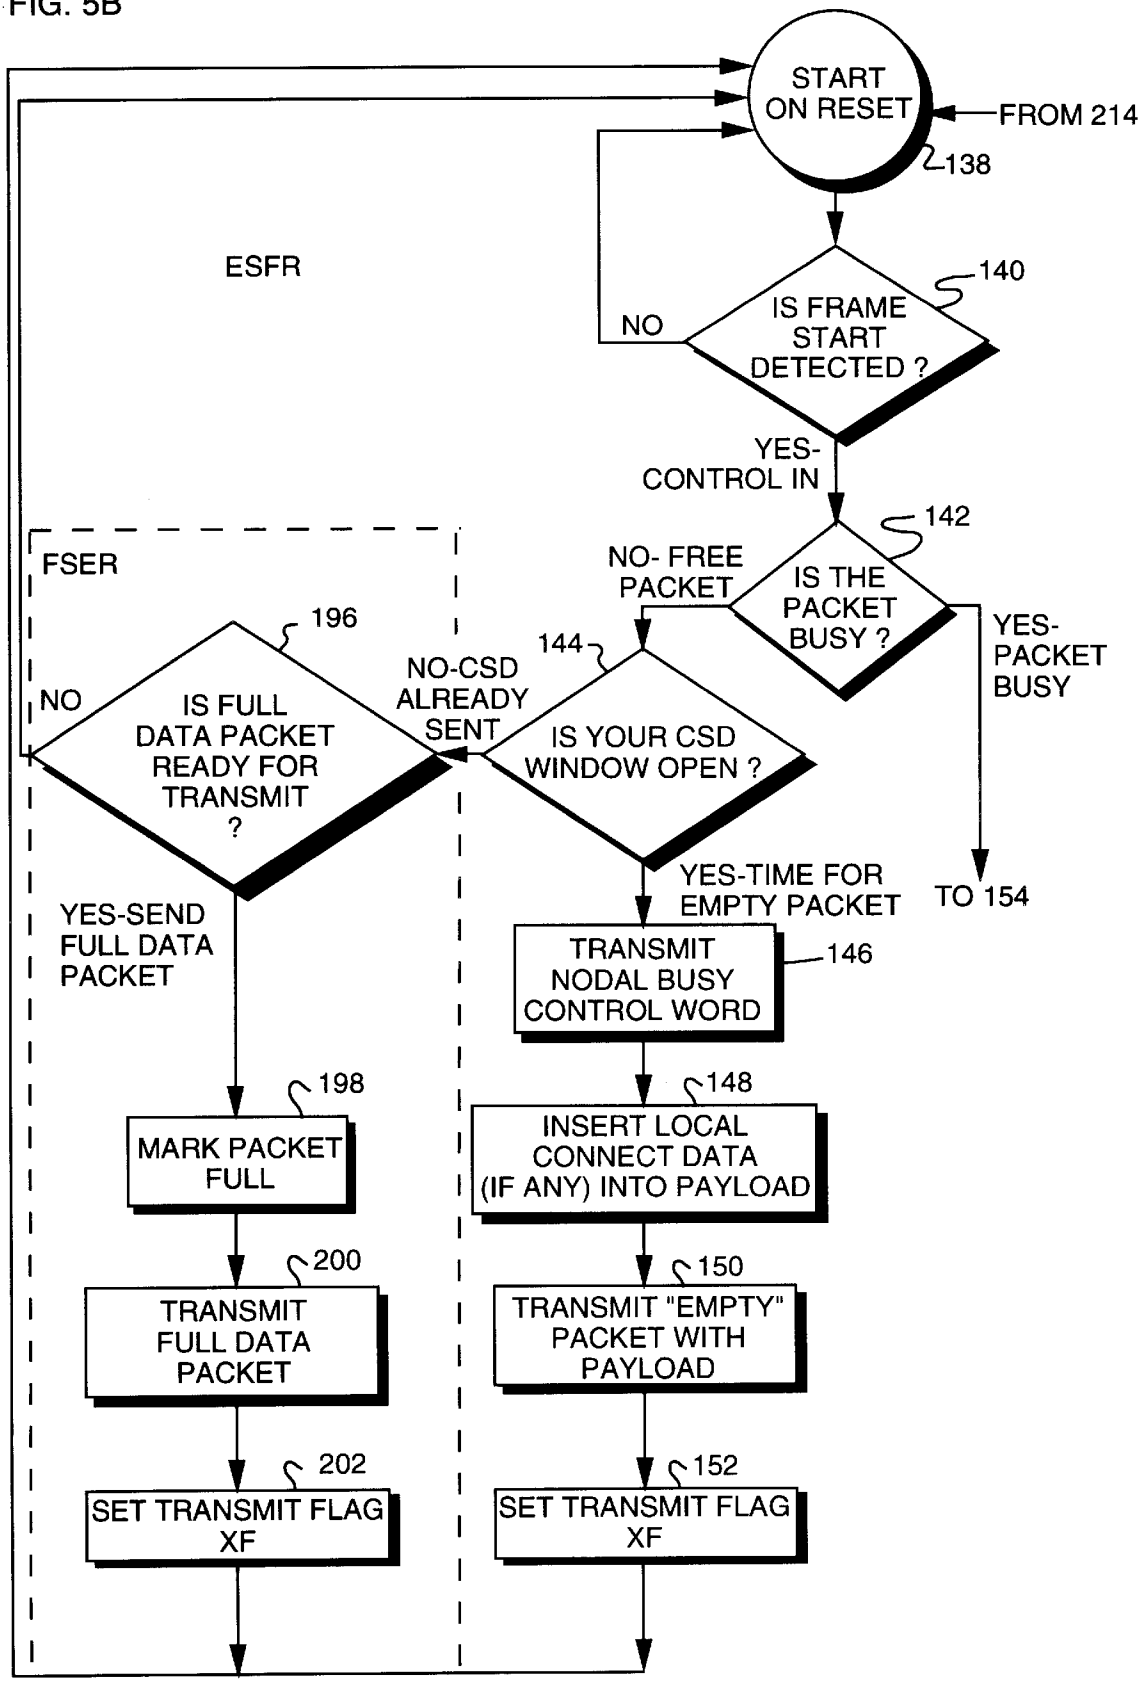 FIG. 5B
START
ON RESET
FROM 214
138
ESFR
140
IS FRAME
START
DETECTED ?
NO
YES-
CONTROL IN
142
NO- FREE
PACKET
IS THE
PACKET
BUSY ?
YES-
PACKET
BUSY
TO 154
FSER
196
NO
IS FULL
DATA PACKET
READY FOR
TRANSMIT
?
NO-CSD
ALREADY
SENT
144
IS YOUR CSD
WINDOW OPEN ?
YES-TIME FOR
EMPTY PACKET
YES-SEND
FULL DATA
PACKET
TRANSMIT
NODAL BUSY
CONTROL WORD
146
198
MARK PACKET
FULL
148
INSERT LOCAL
CONNECT DATA
(IF ANY) INTO PAYLOAD
200
TRANSMIT
FULL DATA
PACKET
150
TRANSMIT "EMPTY"
PACKET WITH
PAYLOAD
202
SET TRANSMIT FLAG
XF
152
SET TRANSMIT FLAG
XF